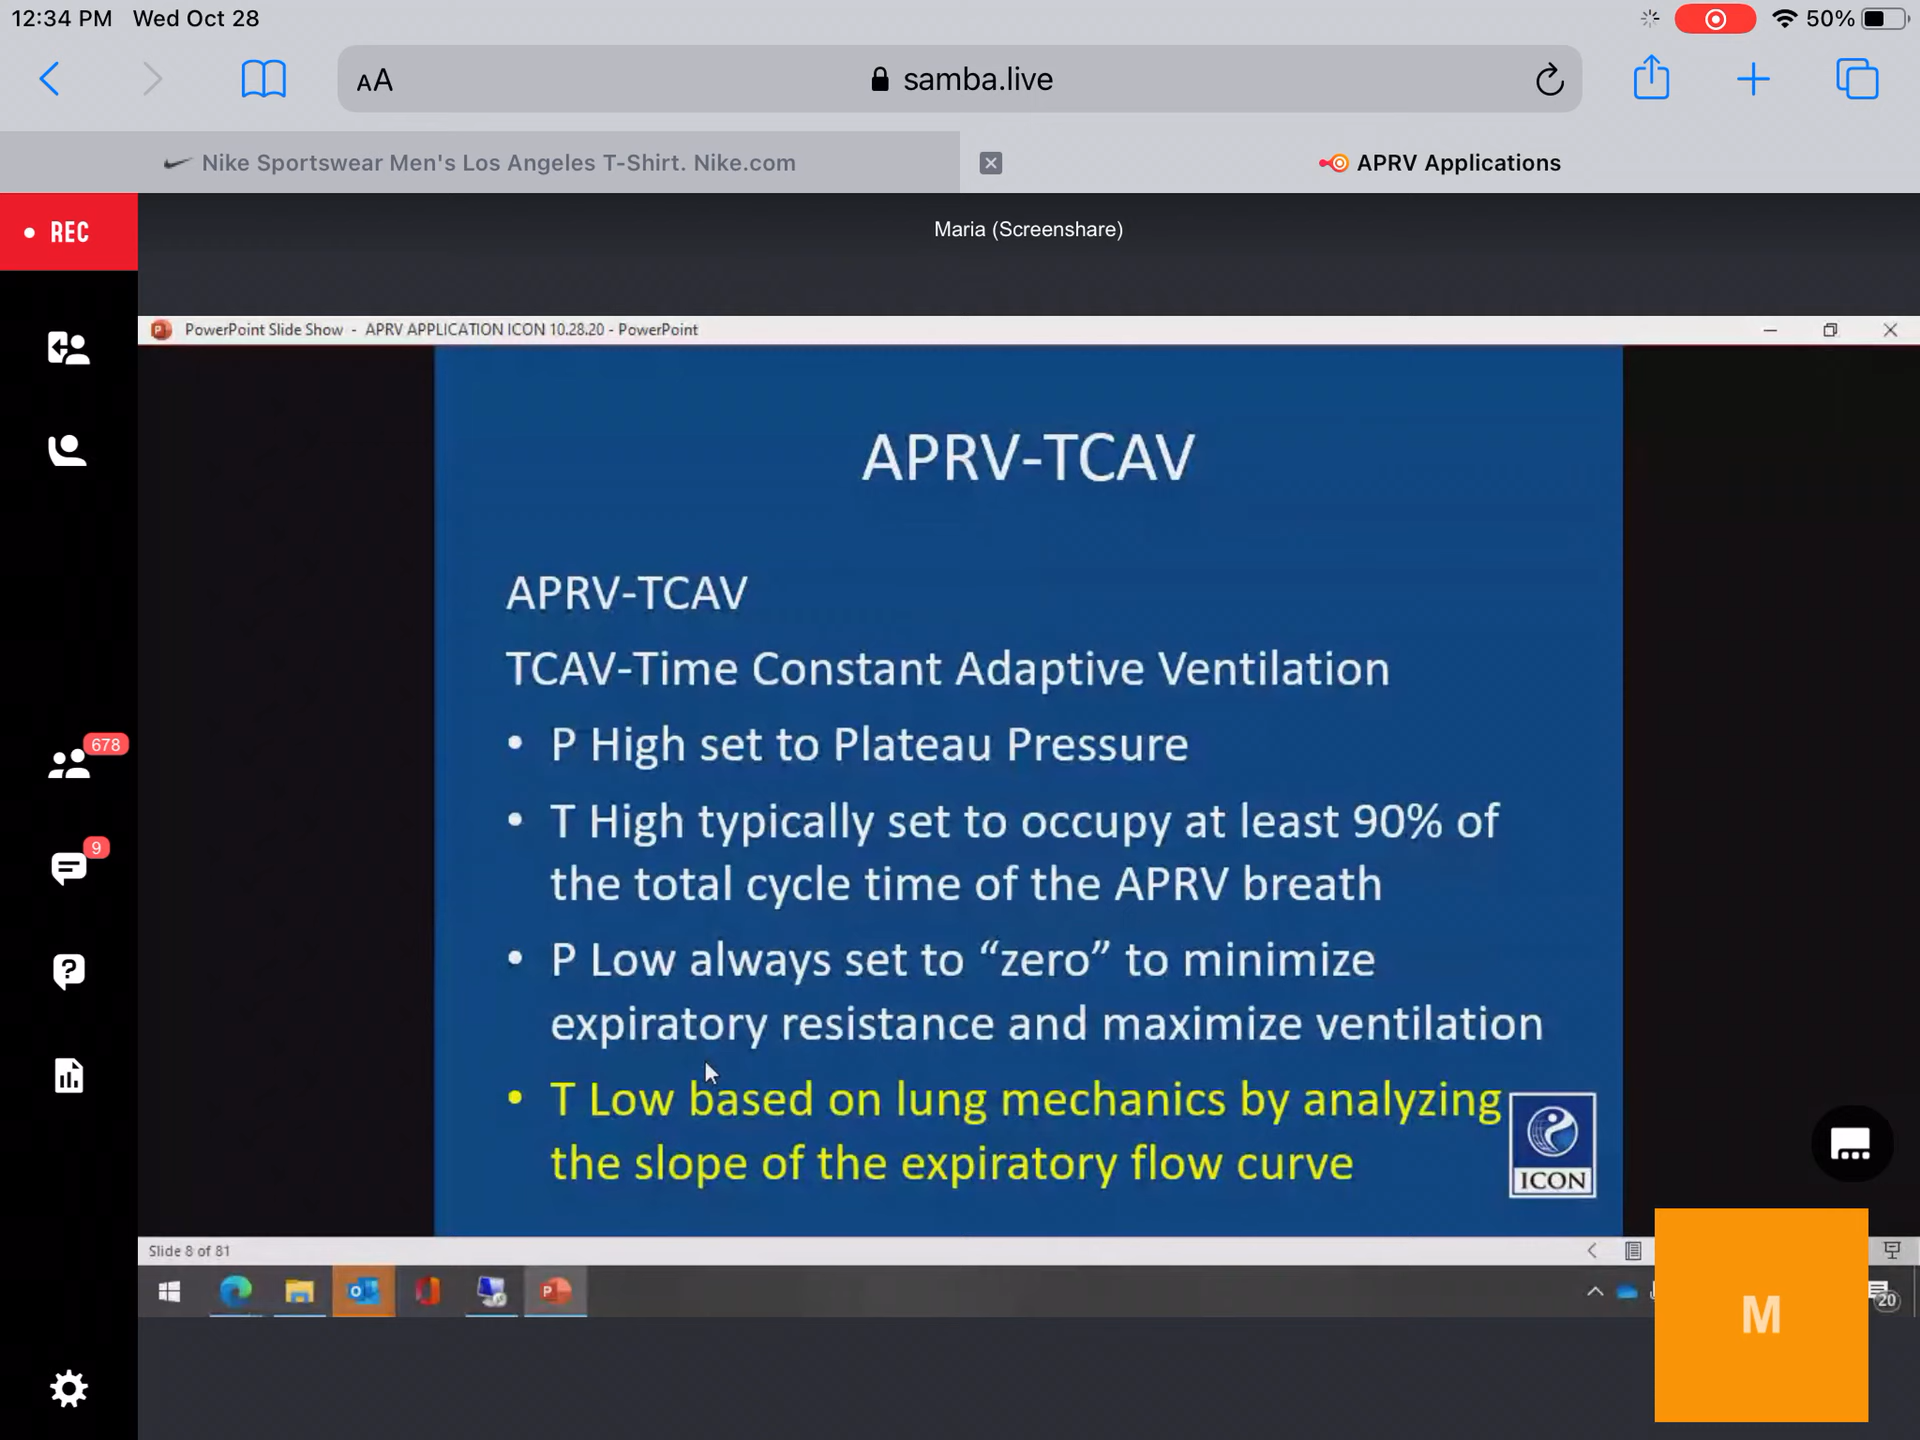 12:34 PM Wed Oct 28
50%
AA
samba.live
Nike Sportswear Men's Los Angeles T-Shirt. Nike.com
APRV Applications
REC
Maria (Screenshare)
PowerPoint Slide Show - APRV APPLICATION ICON 10.28.20 - PowerPoint
APRV-TCAV
APRV-TCAV
TCAV-Time Constant Adaptive Ventilation
• P High set to Plateau Pressure
• T High typically set to occupy at least 90% of
the total cycle time of the APRV breath
• P Low always set to “zero” to minimize
expiratory resistance and maximize ventilation
• T Low based on lung mechanics by analyzing
the slope of the expiratory flow curve
ICON
678
9
Slide 8 of 81
20
M